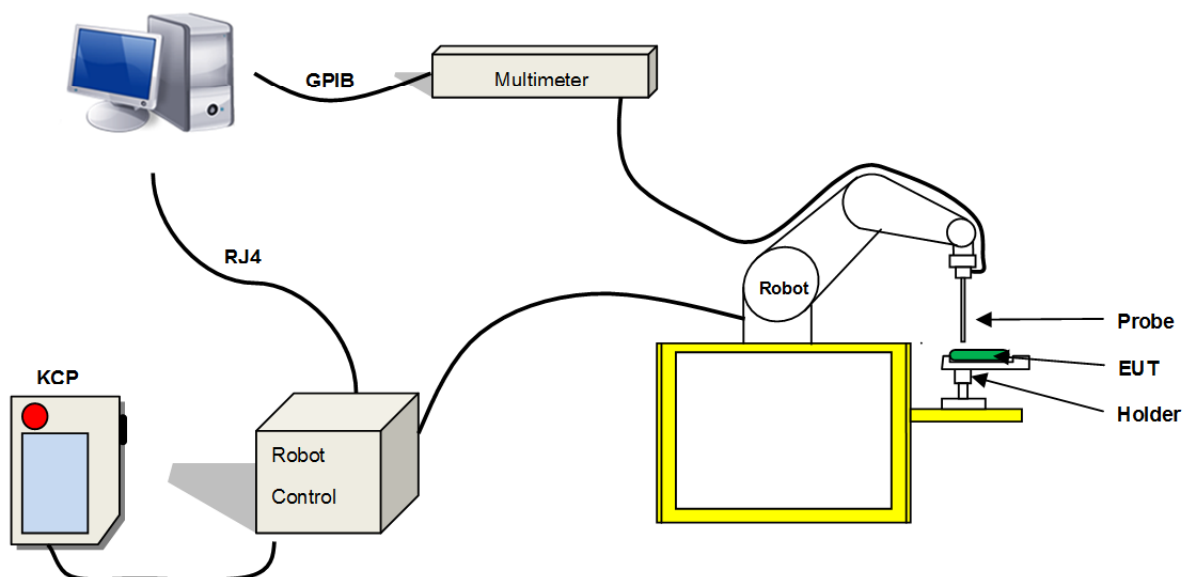 GPIB
Multimeter
RJ4
Robot
Probe
EUT
Holder
KCP
Robot
Control